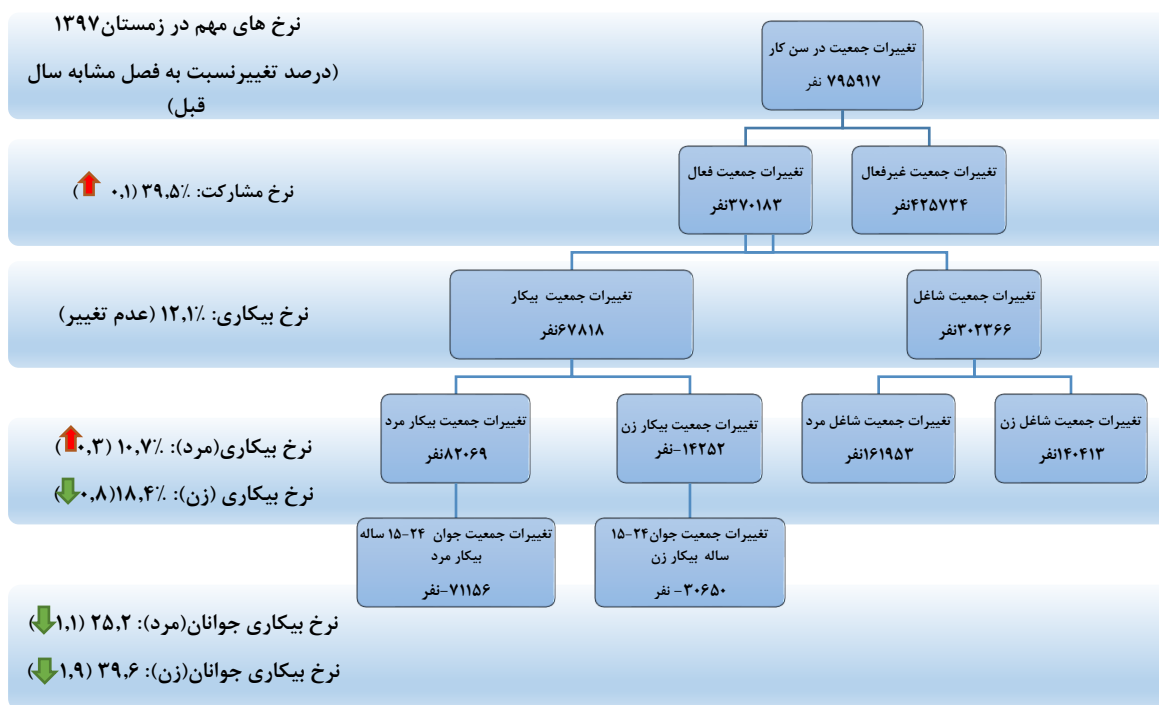 نرخ های مهم در زمستان۱۳۹۷
(درصد تغییرنسبت به فصل مشابه سال
قبل)
تغییرات جمعیت در سن کار
۷۹۵۹۱۷ نفر
نرخ مشارکت: ٪۳۹,۵ (۰,۱ )
تغییرات جمعیت فعال
۳۷۰۱۸۳نفر
تغییرات جمعیت غیرفعال
۴۲۵۷۳۴نفر
نرخ بیکاری: ٪۱۲,۱ (عدم تغییر)
تغییرات جمعیت بیکار
۶۷۸۱۸نفر
تغییرات جمعیت شاغل
۳۰۲۳۶۶نفر
نرخ بیکاری(مرد): ٪۱۰,۷ (۰,۳)
نرخ بیکاری (زن): ٪۱۸,۴(۰,۸)
تغییرات جمعیت بیکار مرد
۸۲۰۶۹نفر
تغییرات جمعیت بیکار زن
۱۴۲۵۲-نفر
تغییرات جمعیت شاغل مرد
۱۶۱۹۵۳نفر
تغییرات جمعیت شاغل زن
۱۴۰۴۱۳نفر
تغییرات جمعیت جوان ۲۴-۱۵ ساله
بیکار مرد
۷۱۱۵۶-نفر
تغییرات جمعیت جوان۲۴-۱۵
ساله بیکار زن
۳۰۶۵۰- نفر
نرخ بیکاری جوانان(مرد): ۲۵,۲ (۱,۱)
نرخ بیکاری جوانان(زن): ۳۹,۶ (۱,۹)